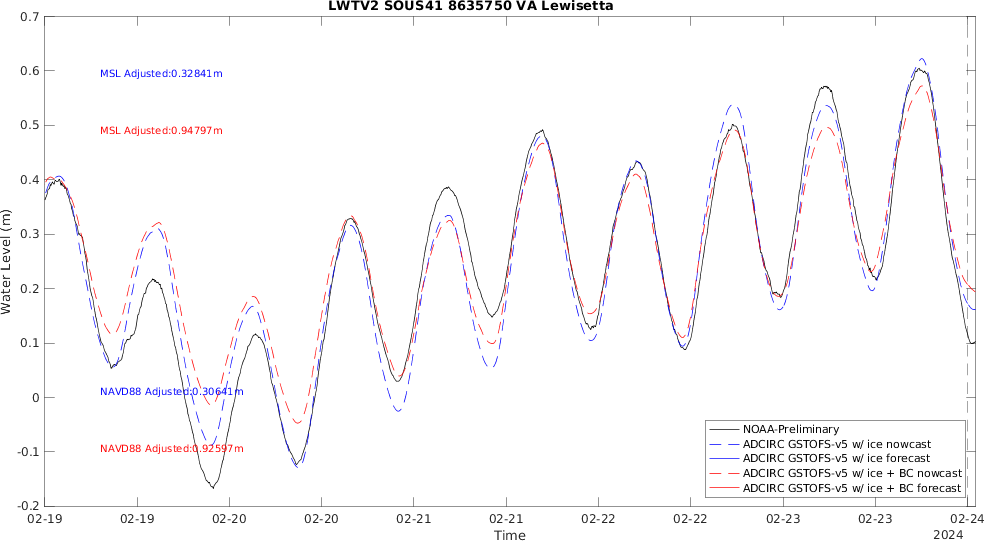 LWTV2 SOUS41 8635750 VA Lewisetta
0.7
0.6
0.5
0.4
0.3
0.2
0.1
0
-0.1
-0.2
Water Level (m)
MSL Adjusted:0.32841m
MSL Adjusted:0.94797m
NAVD88 Adjusted:0.30641m
NAVD88 Adjusted:0.92597m
NOAA-Preliminary
ADCIRC GSTOFS-v5 w/ ice nowcast
ADCIRC GSTOFS-v5 w/ ice forecast
ADCIRC GSTOFS-v5 w/ ice + BC nowcast
ADCIRC GSTOFS-v5 w/ ice + BC forecast
02-19 02-19 02-20 02-20 02-21 02-21 02-22 02-22 02-23 02-23 02-24
Time
2024